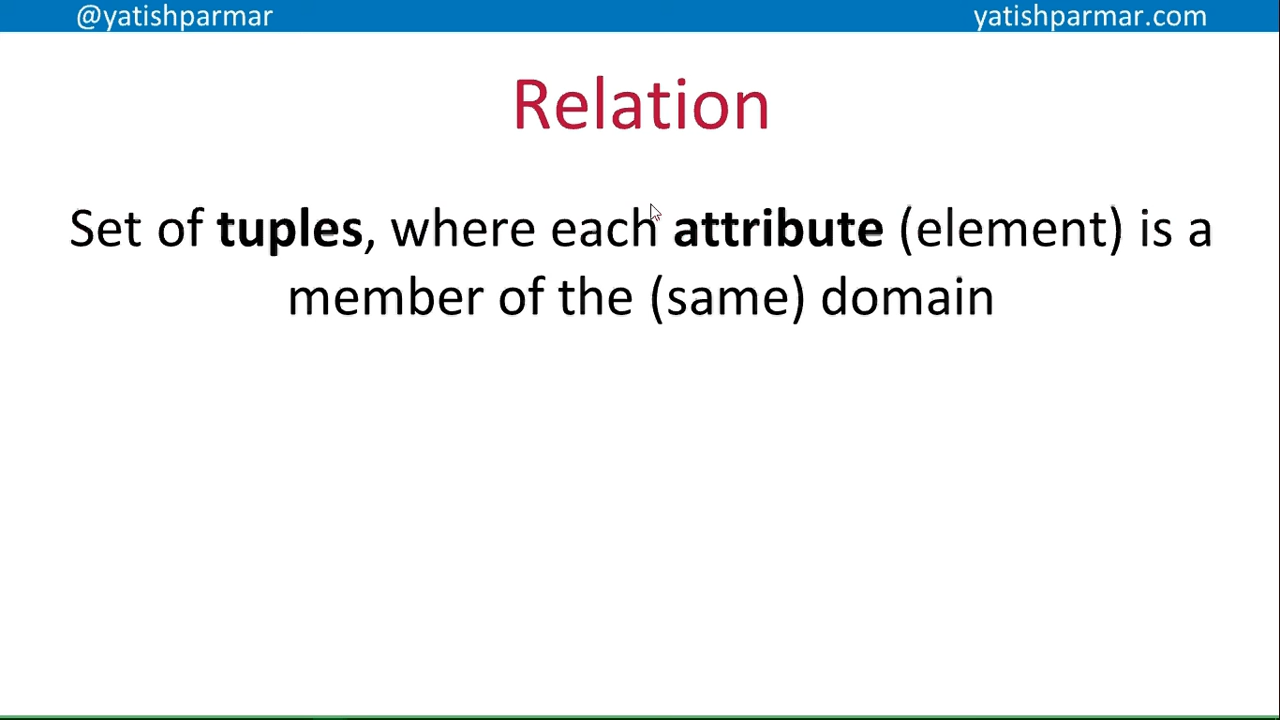 @yatishparmar
yatishparmar.com
Relation
Set of tuples, where each attribute (element) is a
member of the (same) domain